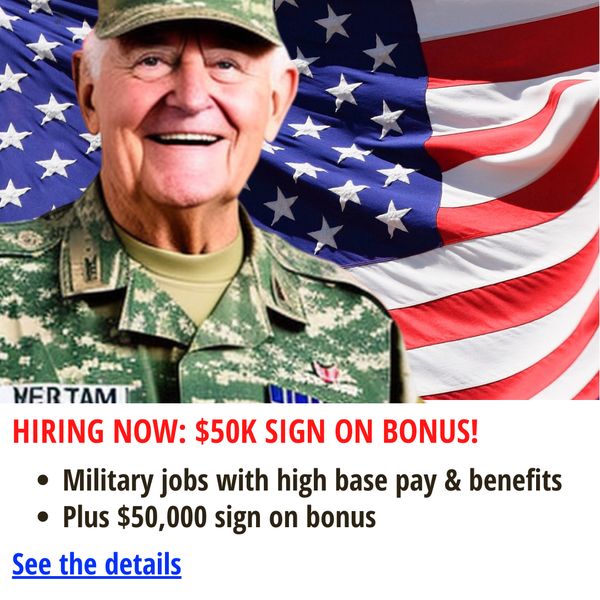 WERTAM
HIRING NOW: $50K SIGN ON BONUS!
• Military jobs with high base pay & benefits
• Plus $50,000 sign on bonus
See the details